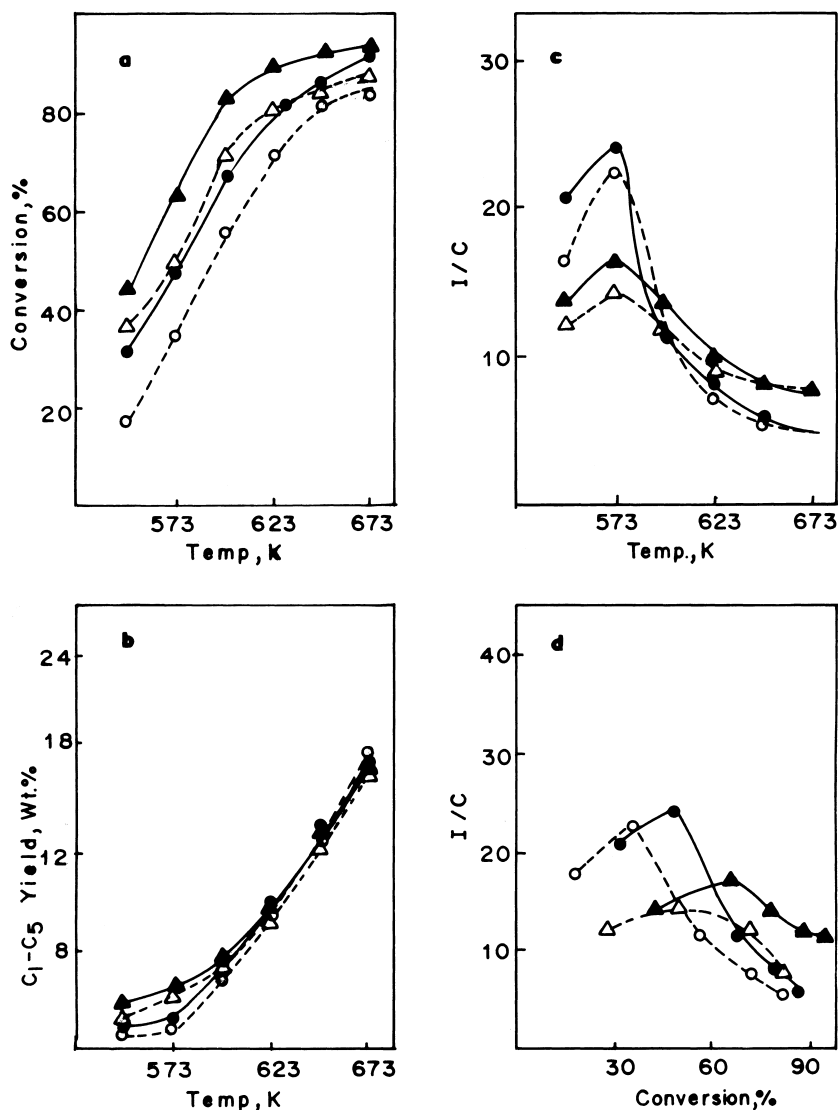 a
80
60
40
20
Conversion,%
573 623 673
Temp, K
c
30
20
10
I/C
573 623 673
Temp., K
b
24
18
12
8
C₁-C₅ Yield, Wt.%
573 623 673
Temp, K
d
40
30
20
10
I/C
30 60 90
Conversion,%